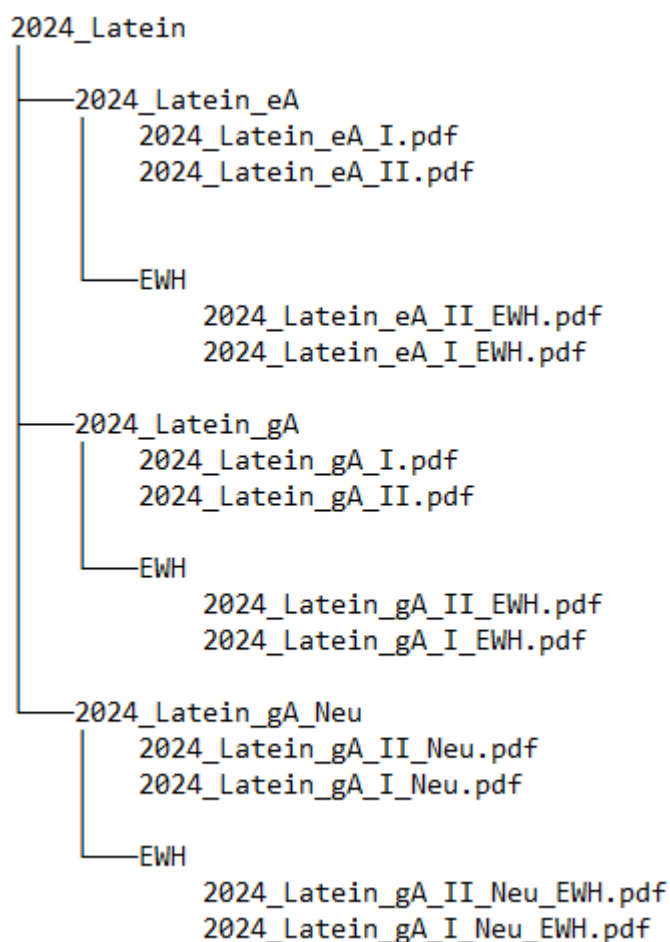 2024_Latein
2024_Latein_eA
2024_Latein_eA_I.pdf
2024_Latein_eA_II.pdf
EWH
2024_Latein_eA_II_EWH.pdf
2024_Latein_eA_I_EWH.pdf
2024_Latein_gA
2024_Latein_gA_I.pdf
2024_Latein_gA_II.pdf
EWH
2024_Latein_gA_II_EWH.pdf
2024_Latein_gA_I_EWH.pdf
2024_Latein_gA_Neu
2024_Latein_gA_II_Neu.pdf
2024_Latein_gA_I_Neu.pdf
EWH
2024_Latein_gA_II_Neu_EWH.pdf
2024_Latein_gA_I_Neu_EWH.pdf